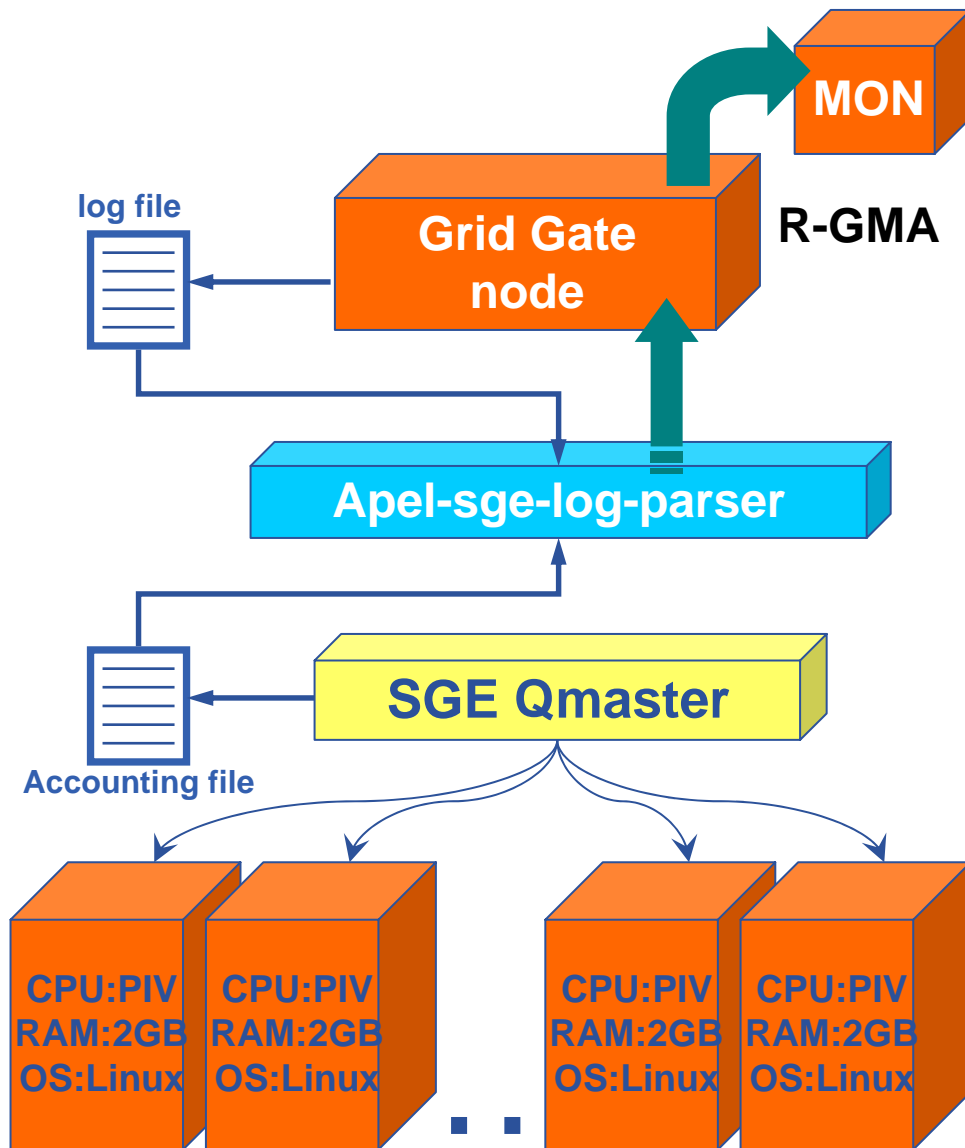 MON
log file
Grid Gate
node
R-GMA
Apel-sge-log-parser
SGE Qmaster
Accounting file
CPU:PIV
RAM:2GB
OS:Linux
CPU:PIV
RAM:2GB
OS:Linux
. .
CPU:PIV
RAM:2GB
OS:Linux
CPU:PIV
RAM:2GB
OS:Linux